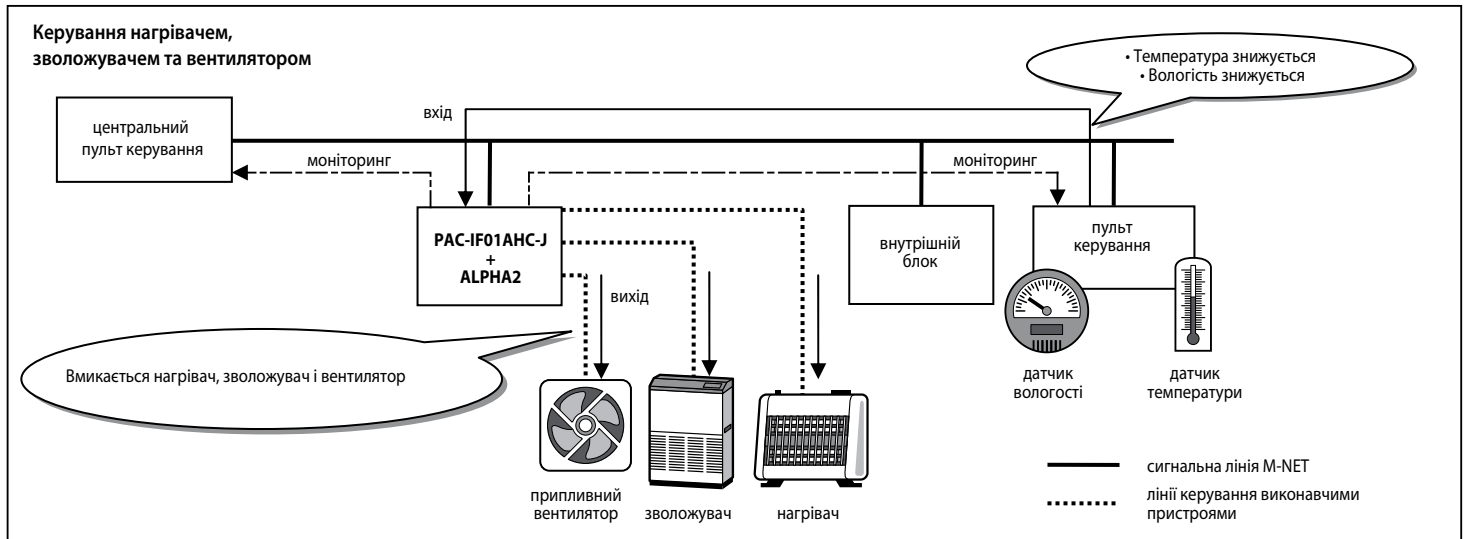 Керування нагрівачем,
зволожувачем та вентилятором
• Температура знижується
• Вологість знижується
вхід
центральний
пульт керування
моніторинг
моніторинг
PAC-IF01AHC-J
+
ALPHA2
внутрішній
блок
пульт
керування
вихід
Вмикається нагрівач, зволожувач і вентилятор
датчик
вологості
датчик
температури
припливний
вентилятор
зволожувач
нагрівач
сигнальна лінія M-NET
лінії керування виконавчими
пристроями